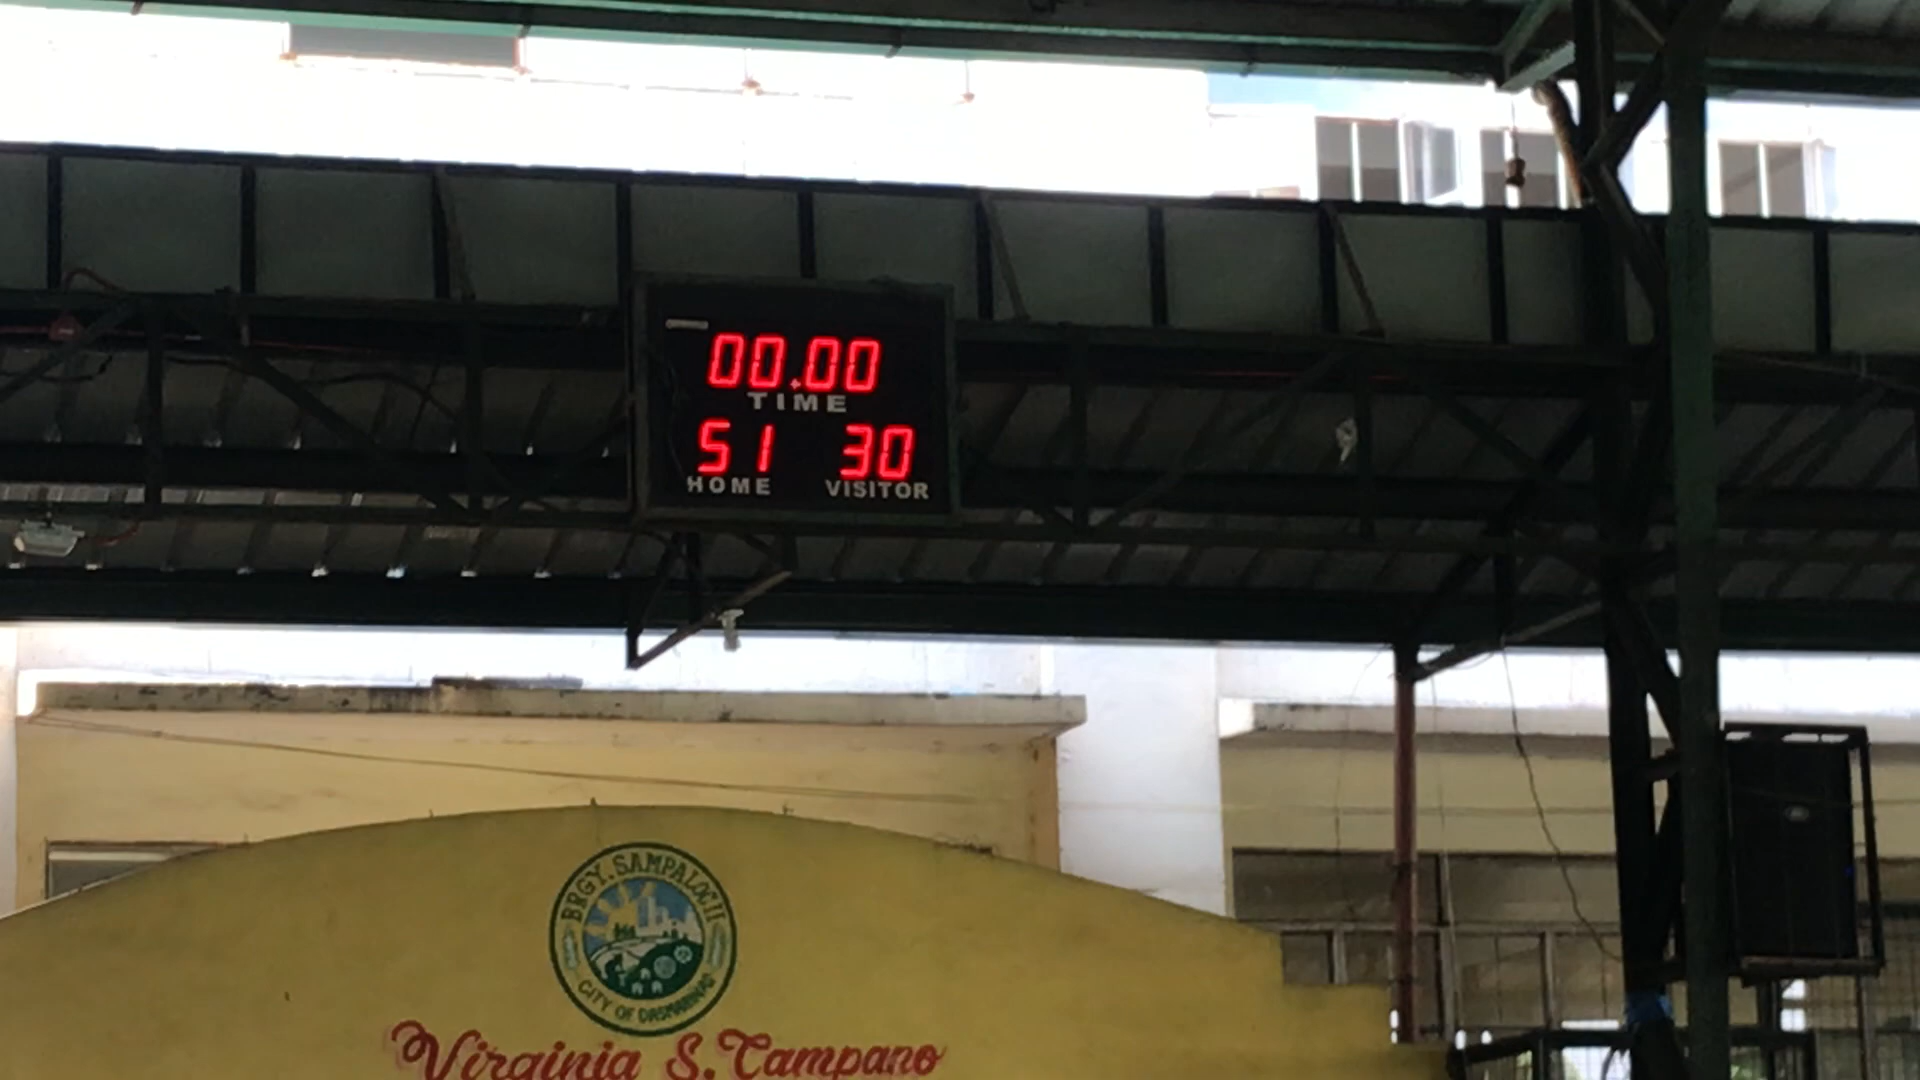 00.00
TIME
51 30
HOME VISITOR
BRGY. SAMPALOC II
CITY OF DASMARIÑAS
Virginia S. Campano